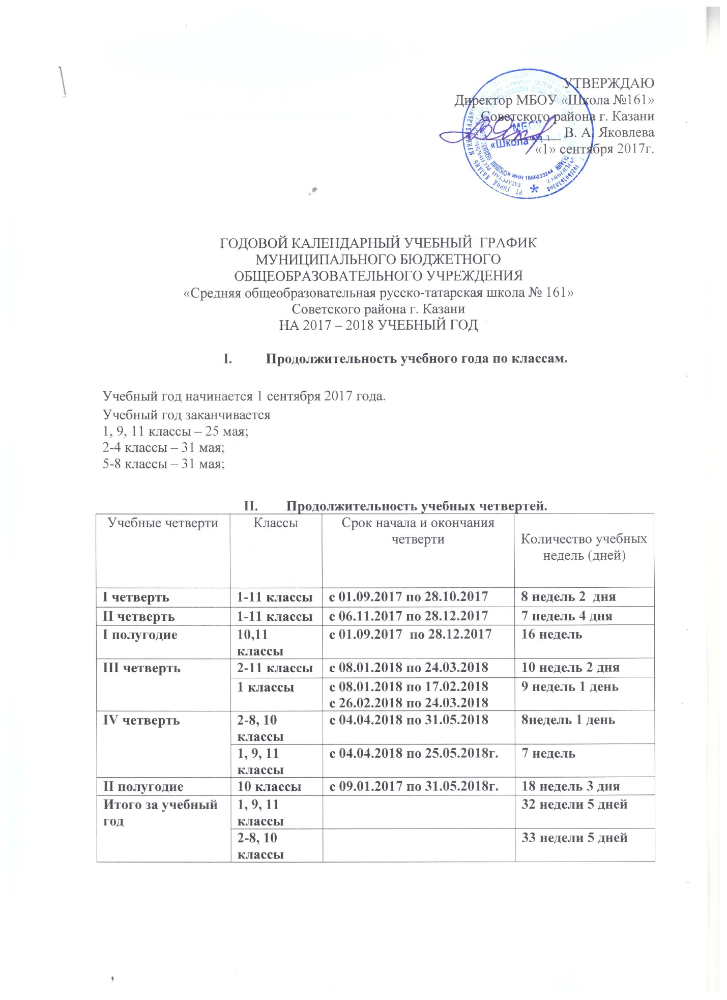 УТВЕРЖДАЮ
Директор МБОУ «Школа №161»
Советского района г. Казани
В. А. Яковлева
«1» сентября 2017г.
МБОУ
«Школа №
ИНН 1660033244
ГОДОВОЙ КАЛЕНДАРНЫЙ УЧЕБНЫЙ ГРАФИК
МУНИЦИПАЛЬНОГО БЮДЖЕТНОГО
ОБЩЕОБРАЗОВАТЕЛЬНОГО УЧРЕЖДЕНИЯ
«Средняя общеобразовательная русско-татарская школа № 161»
Советского района г. Казани
НА 2017 – 2018 УЧЕБНЫЙ ГОД
I. Продолжительность учебного года по классам.
Учебный год начинается 1 сентября 2017 года.
Учебный год заканчивается
1, 9, 11 классы – 25 мая;
2-4 классы – 31 мая;
5-8 классы – 31 мая;
II. Продолжительность учебных четвертей.
Учебные четверти Классы Срок начала и окончания
четверти
Количество учебных
недель (дней)
I четверть 1-11 классы с 01.09.2017 по 28.10.2017 8 недель 2 дня
II четверть 1-11 классы с 06.11.2017 по 28.12.2017 7 недель 4 дня
I полугодие 10,11 с 01.09.2017 по 28.12.2017 16 недель
классы
III четверть 2-11 классы с 08.01.2018 по 24.03.2018 10 недель 2 дня
1 классы с 08.01.2018 по 17.02.2018 9 недель 1 день
с 26.02.2018 по 24.03.2018
IV четверть 2-8, 10 с 04.04.2018 по 31.05.2018 8недель 1 день
классы
1, 9, 11 с 04.04.2018 по 25.05.2018г. 7 недель
классы
II полугодие 10 классы с 09.01.2017 по 31.05.2018г. 18 недель 3 дня
Итого за учебный 1, 9, 11 32 недели 5 дней
год классы
2-8, 10 33 недели 5 дней
классы